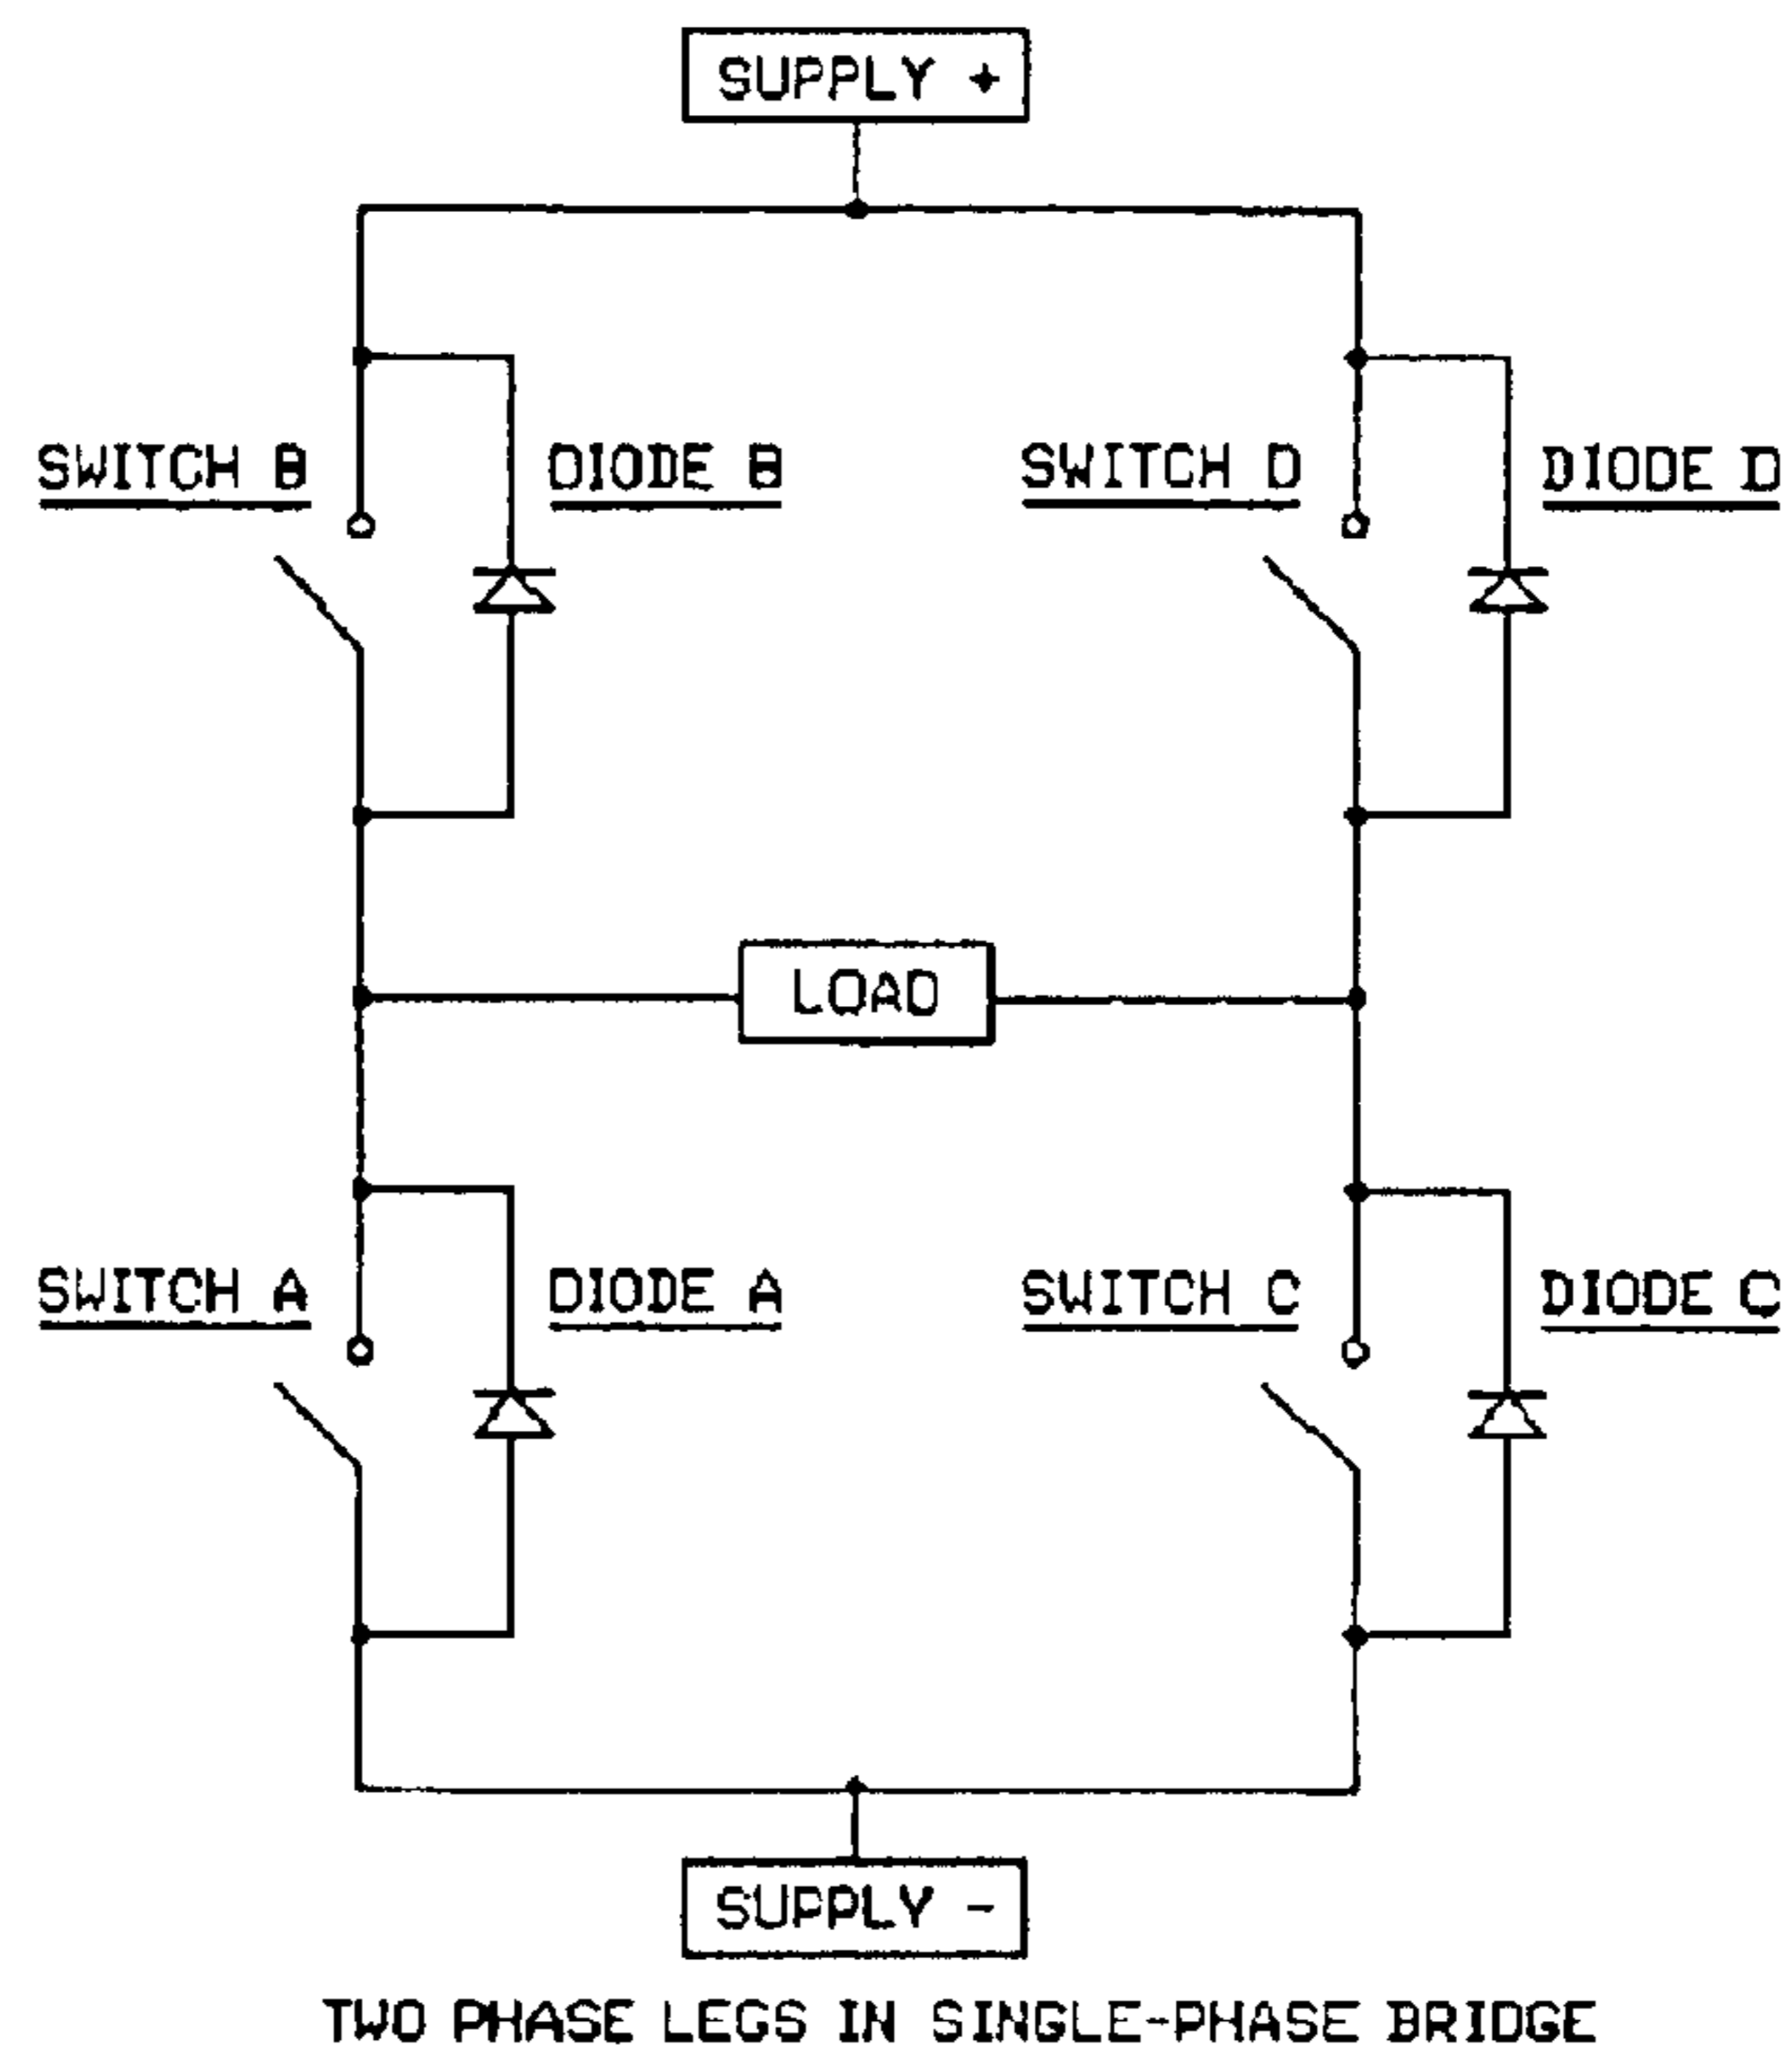 SUPPLY +
SWITCH B
DIODE B
SWITCH D
DIODE D
LOAD
SWITCH A
DIODE A
SWITCH C
DIODE C
SUPPLY -
TWO PHASE LEGS IN SINGLE-PHASE BRIDGE